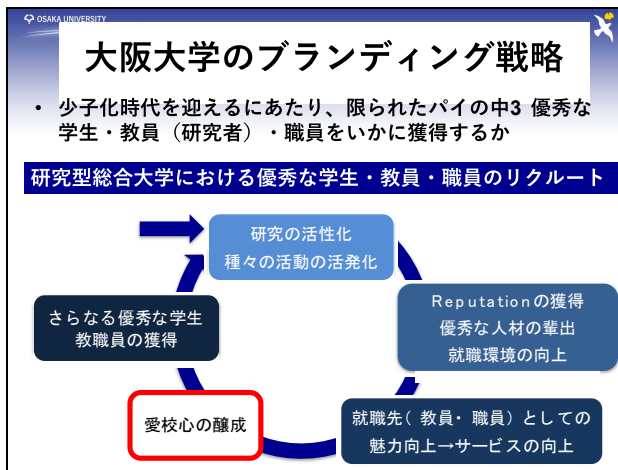 OSAKA UNIVERSITY
大阪大学のブランディング戦略
• 少子化時代を迎えるにあたり、限られたパイの中3 優秀な
学生・教員（研究者）・職員をいかに獲得するか
研究型総合大学における優秀な学生・教員・職員のリクルート
研究の活性化
種々の活動の活発化
Reputationの獲得
優秀な人材の輩出
就職環境の向上
就職先( 教員・ 職員）としての
魅力向上→サービスの向上
愛校心の醸成
さらなる優秀な学生
教職員の獲得